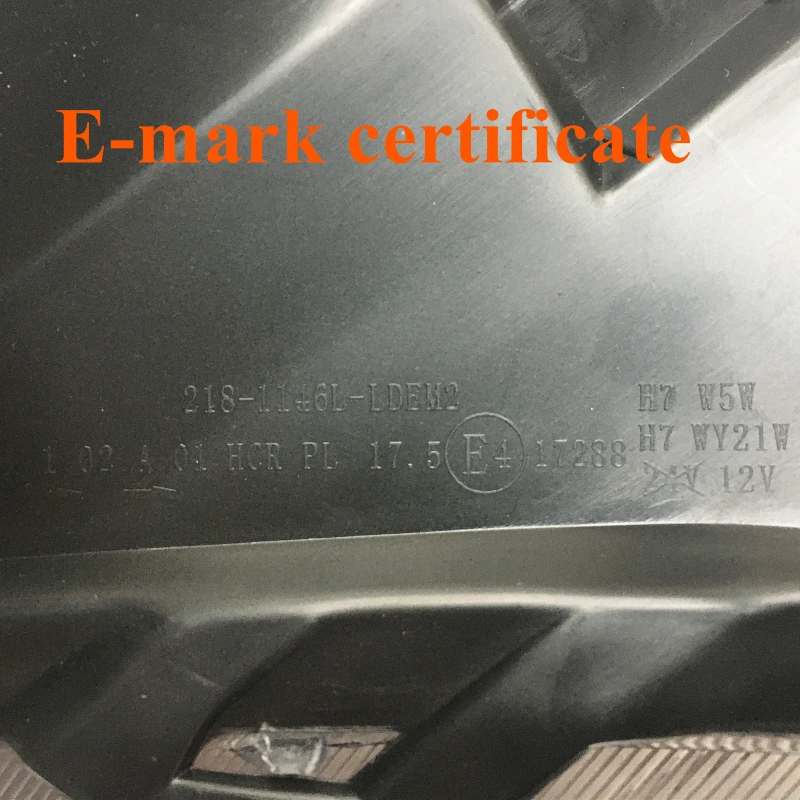 E-mark certificate
218-1146L-LDEM2
H7 W5W
1 02 A 01 HCR PL 17.5 E4 17288
H7 WY21W
24V 12V